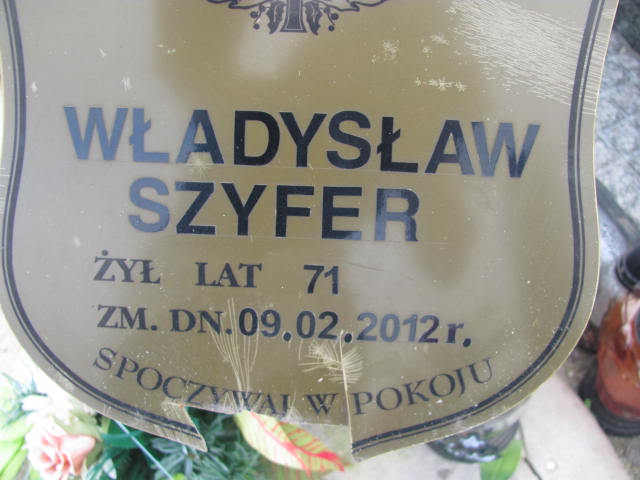 WŁADYSŁAW
SZYFER
ŻYŁ LAT 71
ZM. DN. 09.02.2012 r.
SPOCZYWAJ W POKOJU